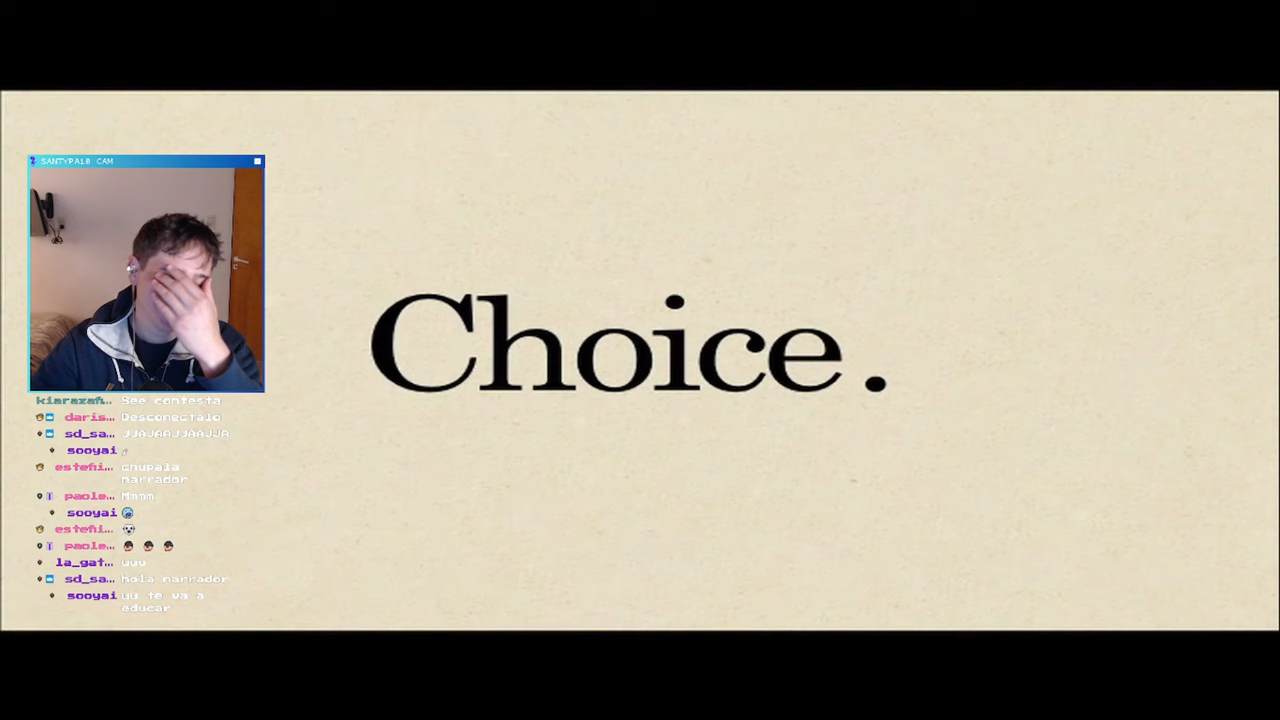 SANTYPA10 CAM
Choice.
kiarazañ... See contesta
daris... Desconectalo
sd_sa... JJAJAAJJAAJJA
sooyai
estefi... chupala
narrador
paole... Mmmm
sooyai
estefi...
paole...
la_gat... uuu
sd_sa... hola narrador
sooyai uu te va a
educar